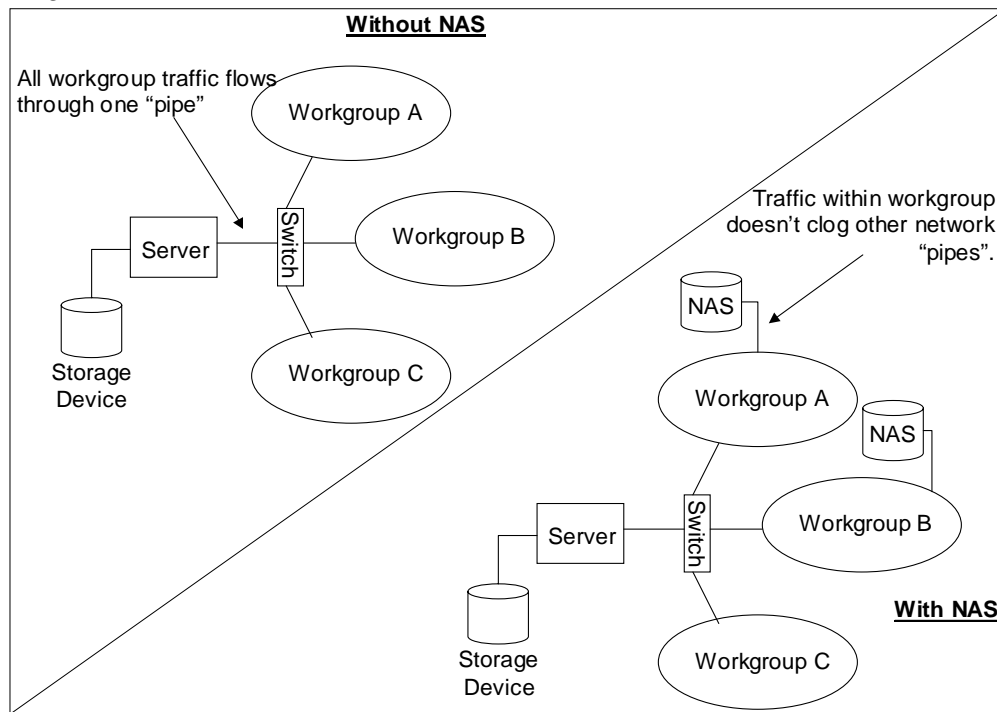 Without NAS
All workgroup traffic flows
through one “pipe”
Workgroup A
Workgroup B
Switch
Server
Workgroup C
Storage
Device
Traffic within workgroup
doesn’t clog other network
“pipes”.
NAS
Workgroup A
NAS
Workgroup B
Switch
Server
With NAS
Workgroup C
Storage
Device